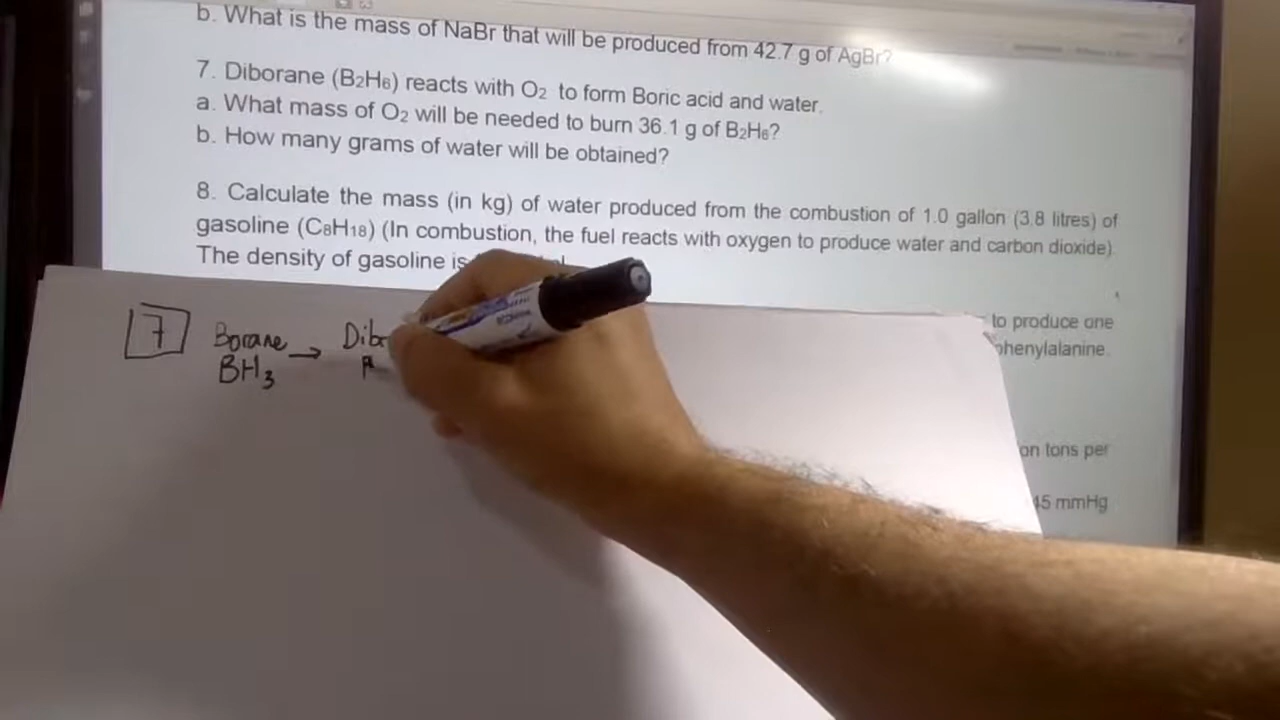 b. What is the mass of NaBr that will be produced from 42.7 g of AgBr?
7. Diborane (B₂H₆) reacts with O₂ to form Boric acid and water.
a. What mass of O₂ will be needed to burn 36.1 g of B₂H₆?
b. How many grams of water will be obtained?
8. Calculate the mass (in kg) of water produced from the combustion of 1.0 gallon (3.8 litres) of
gasoline (C₈H₁₈) (In combustion, the fuel reacts with oxygen to produce water and carbon dioxide)
The density of gasoline is
to produce one
phenylalanine.
on tons per
45 mmHg
7 Borane → Dib
BH₃